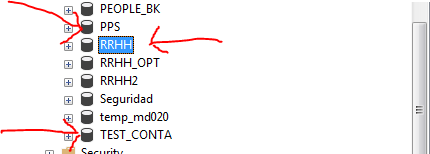 PEOPLE_BK
PPS
RRHH
RRHH_OPT
RRHH2
Seguridad
temp_md020
TEST_CONTA
Security